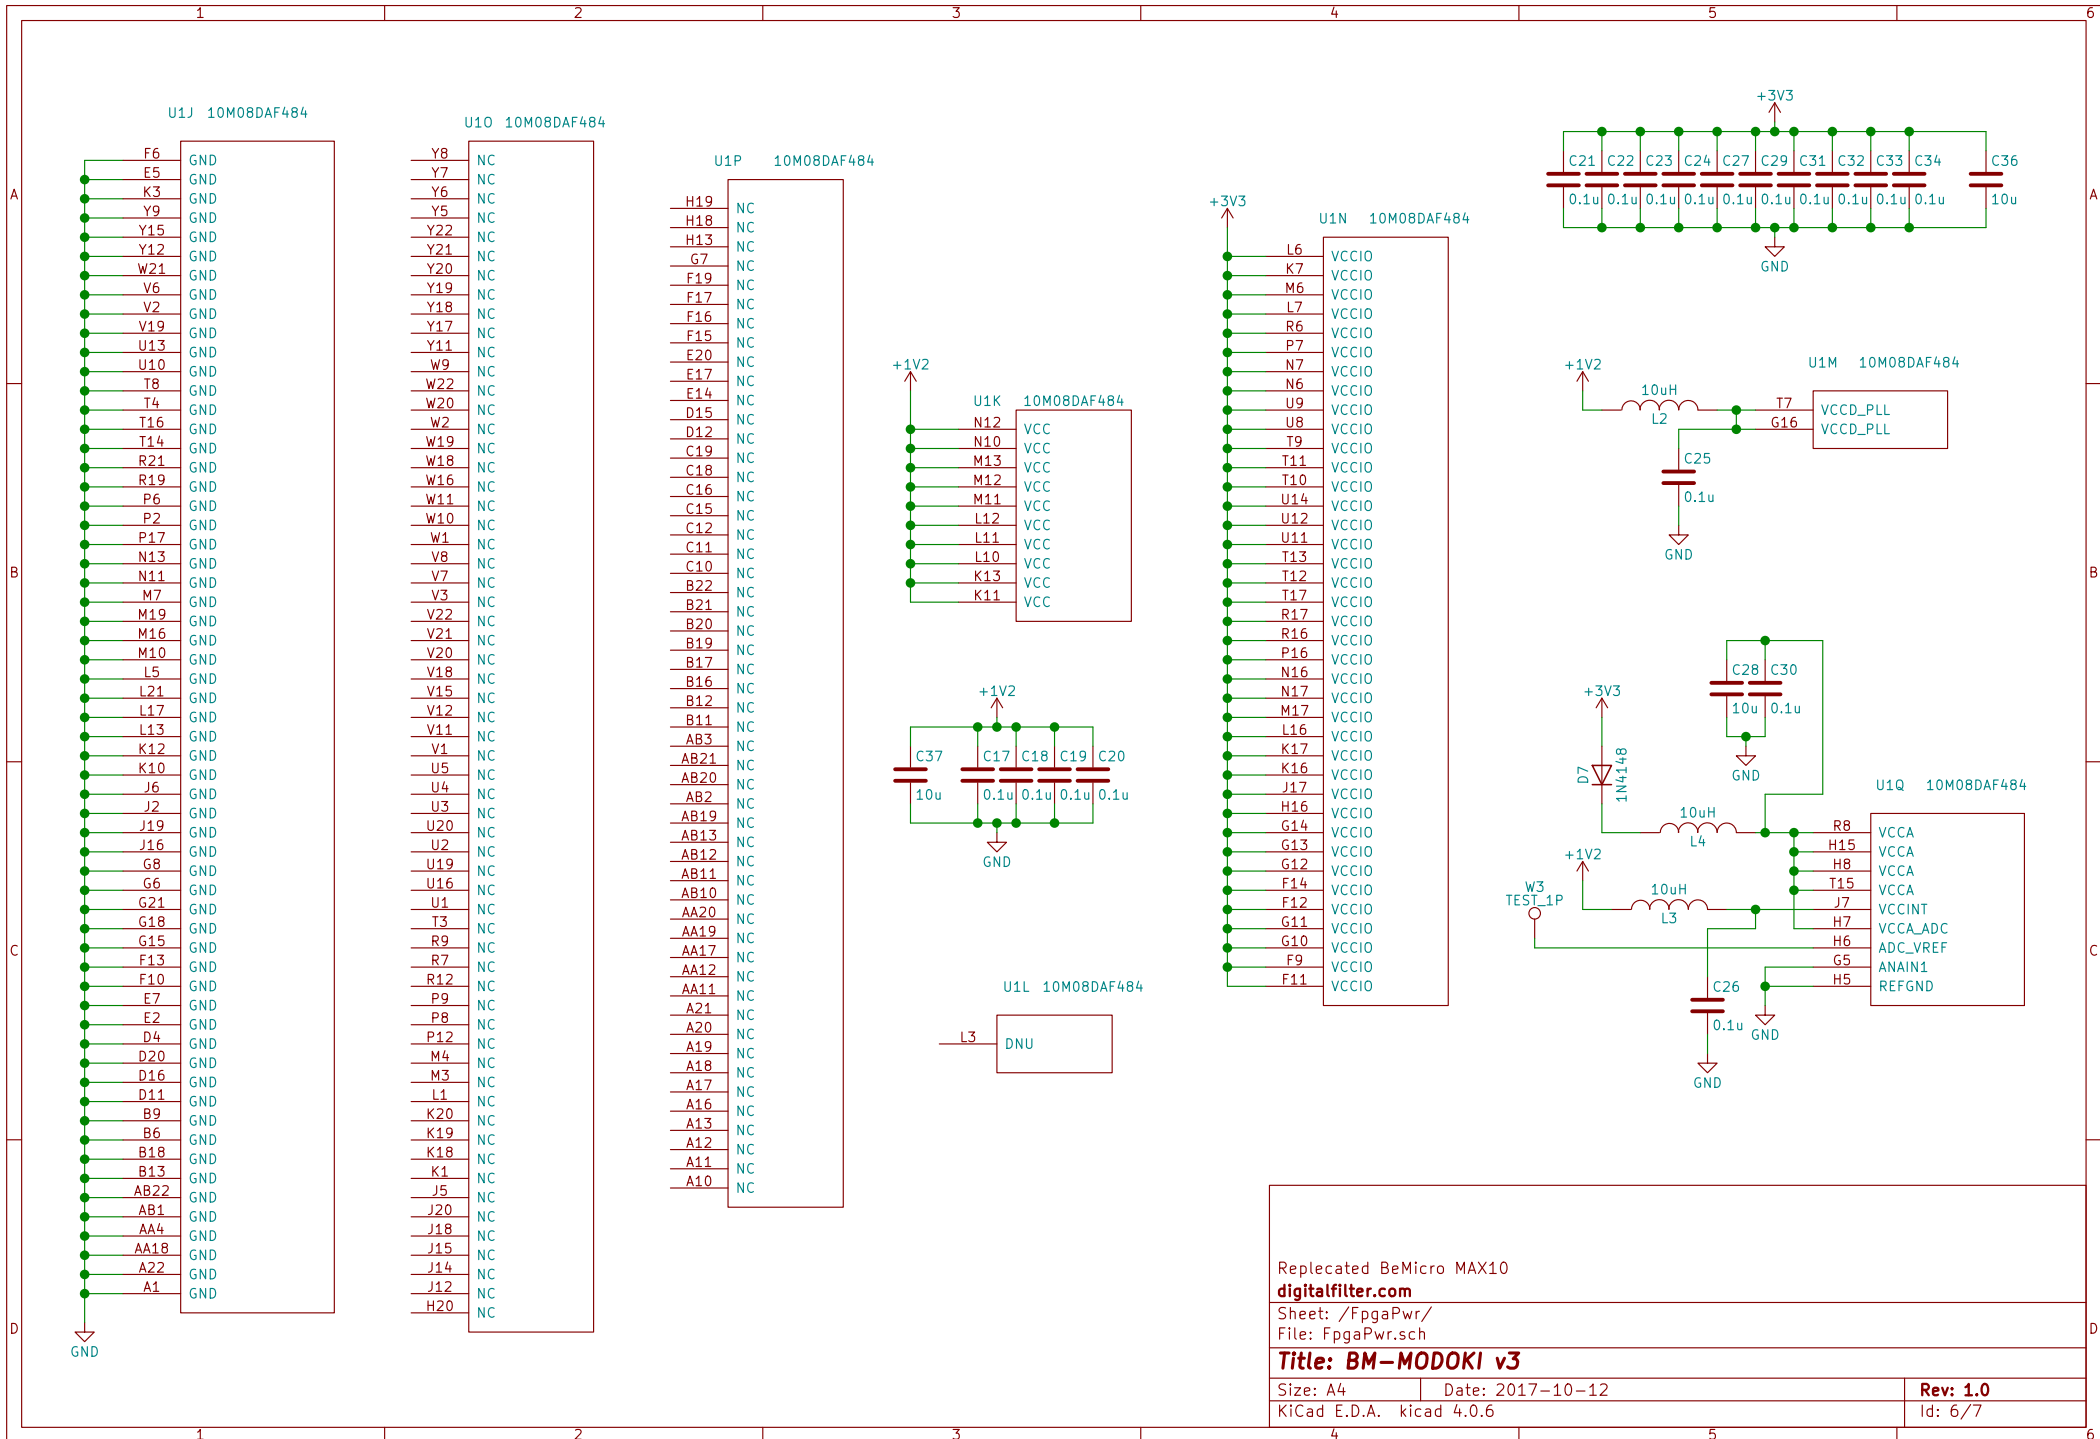 1 2 3 4 5 6
A
B
C
D
U1J 10M08DAF484
F6 GND
E5 GND
K3 GND
Y9 GND
Y15 GND
Y12 GND
W21 GND
V6 GND
V2 GND
V19 GND
U13 GND
U10 GND
T8 GND
T4 GND
T16 GND
T14 GND
R21 GND
R19 GND
P6 GND
P2 GND
P17 GND
N13 GND
N11 GND
M7 GND
M19 GND
M16 GND
M10 GND
L5 GND
L21 GND
L17 GND
L13 GND
K12 GND
K10 GND
J6 GND
J2 GND
J19 GND
J16 GND
G8 GND
G6 GND
G21 GND
G18 GND
G15 GND
F13 GND
F10 GND
E7 GND
E2 GND
D4 GND
D20 GND
D16 GND
D11 GND
B9 GND
B6 GND
B18 GND
B13 GND
AB22 GND
AB1 GND
AA4 GND
AA18 GND
A22 GND
A1 GND
GND
U1O 10M08DAF484
Y8 NC
Y7 NC
Y6 NC
Y5 NC
Y22 NC
Y21 NC
Y20 NC
Y19 NC
Y18 NC
Y17 NC
Y11 NC
W9 NC
W22 NC
W20 NC
W2 NC
W19 NC
W18 NC
W16 NC
W11 NC
W10 NC
W1 NC
V8 NC
V7 NC
V3 NC
V22 NC
V21 NC
V20 NC
V18 NC
V15 NC
V12 NC
V11 NC
V1 NC
U5 NC
U4 NC
U3 NC
U20 NC
U2 NC
U19 NC
U16 NC
U1 NC
T3 NC
R9 NC
R7 NC
R12 NC
P9 NC
P8 NC
P12 NC
M4 NC
M3 NC
L1 NC
K20 NC
K19 NC
K18 NC
K1 NC
J5 NC
J20 NC
J18 NC
J15 NC
J14 NC
J12 NC
H20 NC
U1P 10M08DAF484
H19 NC
H18 NC
H13 NC
G7 NC
F19 NC
F17 NC
F16 NC
F15 NC
E20 NC
E17 NC
E14 NC
D15 NC
D12 NC
C19 NC
C18 NC
C16 NC
C15 NC
C12 NC
C11 NC
C10 NC
B22 NC
B21 NC
B20 NC
B19 NC
B17 NC
B16 NC
B12 NC
B11 NC
AB3 NC
AB21 NC
AB20 NC
AB2 NC
AB19 NC
AB13 NC
AB12 NC
AB11 NC
AB10 NC
AA20 NC
AA19 NC
AA17 NC
AA12 NC
AA11 NC
A21 NC
A20 NC
A19 NC
A18 NC
A17 NC
A16 NC
A13 NC
A12 NC
A11 NC
A10 NC
+1V2
U1K 10M08DAF484
N12 VCC
N10 VCC
M13 VCC
M12 VCC
M11 VCC
L12 VCC
L11 VCC
L10 VCC
K13 VCC
K11 VCC
+1V2
C37 C17 C18 C19 C20
10u 0.1u 0.1u 0.1u 0.1u
GND
U1L 10M08DAF484
L3 DNU
+3V3
U1N 10M08DAF484
L6 VCCIO
K7 VCCIO
M6 VCCIO
L7 VCCIO
R6 VCCIO
P7 VCCIO
N7 VCCIO
N6 VCCIO
U9 VCCIO
U8 VCCIO
T9 VCCIO
T11 VCCIO
T10 VCCIO
U14 VCCIO
U12 VCCIO
U11 VCCIO
T13 VCCIO
T12 VCCIO
T17 VCCIO
R17 VCCIO
R16 VCCIO
P16 VCCIO
N16 VCCIO
N17 VCCIO
M17 VCCIO
L16 VCCIO
K17 VCCIO
K16 VCCIO
J17 VCCIO
H16 VCCIO
G14 VCCIO
G13 VCCIO
G12 VCCIO
F14 VCCIO
F12 VCCIO
G11 VCCIO
G10 VCCIO
F9 VCCIO
F11 VCCIO
+3V3
C21 C22 C23 C24 C27 C29 C31 C32 C33 C34 C36
0.1u 0.1u 0.1u 0.1u 0.1u 0.1u 0.1u 0.1u 0.1u 0.1u 10u
GND
+1V2
U1M 10M08DAF484
10uH
L2
T7 VCCD_PLL
G16 VCCD_PLL
C25
0.1u
GND
C28 C30
10u 0.1u
GND
+3V3
D7
1N4148
10uH
L4
+1V2
10uH
L3
W3
TEST_1P
U1Q 10M08DAF484
R8 VCCA
H15 VCCA
H8 VCCA
T15 VCCA
J7 VCCINT
H7 VCCA_ADC
H6 ADC_VREF
G5 ANAIN1
H5 REFGND
C26
0.1u
GND
GND
Replecated BeMicro MAX10
digitalfilter.com
Sheet: /FpgaPwr/
File: FpgaPwr.sch
Title: BM-MODOKI v3
Size: A4 Date: 2017-10-12 Rev: 1.0
KiCad E.D.A. kicad 4.0.6 Id: 6/7
A
B
C
D
1 2 3 4 5 6